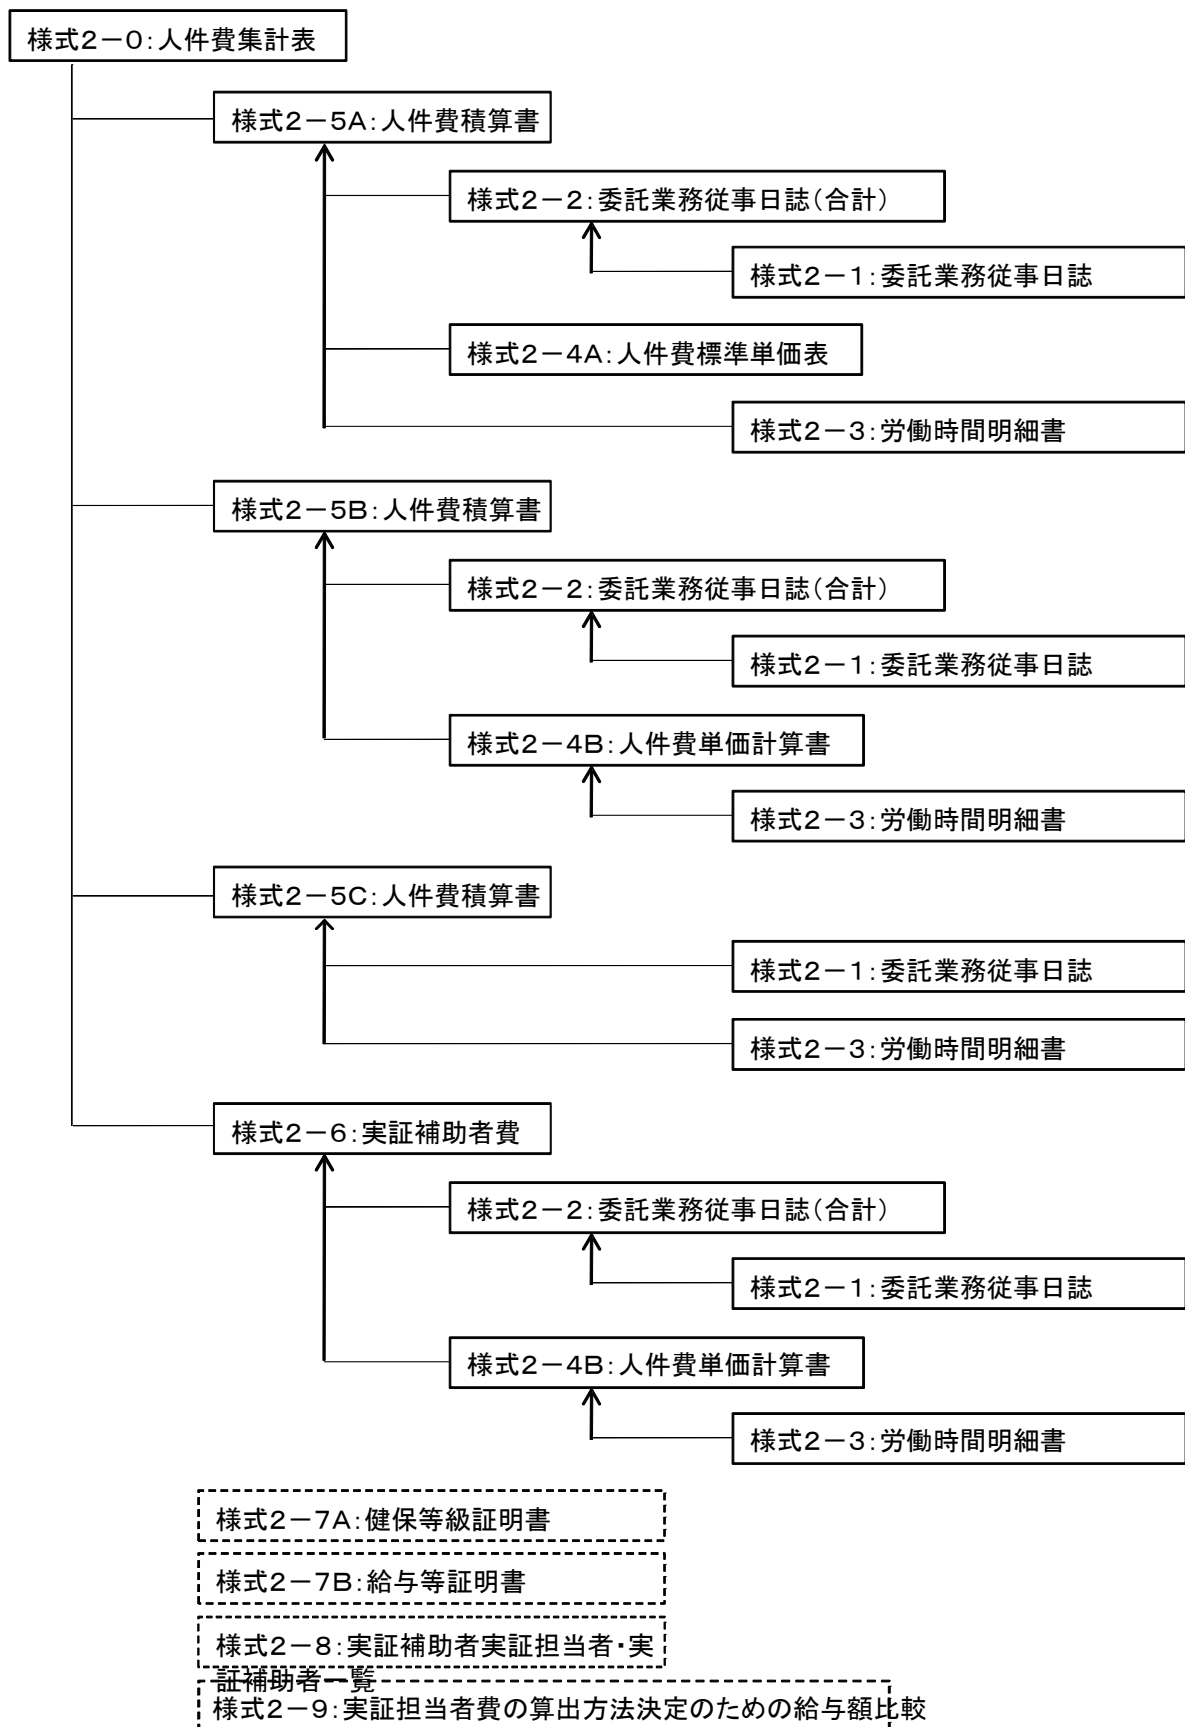 様式2－0：人件費集計表
様式2－5A：人件費積算書
様式2－2：委託業務従事日誌（合計）
様式2－1：委託業務従事日誌
様式2－4A：人件費標準単価表
様式2－3：労働時間明細書
様式2－5B：人件費積算書
様式2－2：委託業務従事日誌（合計）
様式2－1：委託業務従事日誌
様式2－4B：人件費単価計算書
様式2－3：労働時間明細書
様式2－5C：人件費積算書
様式2－1：委託業務従事日誌
様式2－3：労働時間明細書
様式2－6：実証補助者費
様式2－2：委託業務従事日誌（合計）
様式2－1：委託業務従事日誌
様式2－4B：人件費単価計算書
様式2－3：労働時間明細書
様式2－7A：健保等級証明書
様式2－7B：給与等証明書
様式2－8：実証補助者実証担当者・実
証補助者一覧
様式2－9：実証担当者費の算出方法決定のための給与額比較